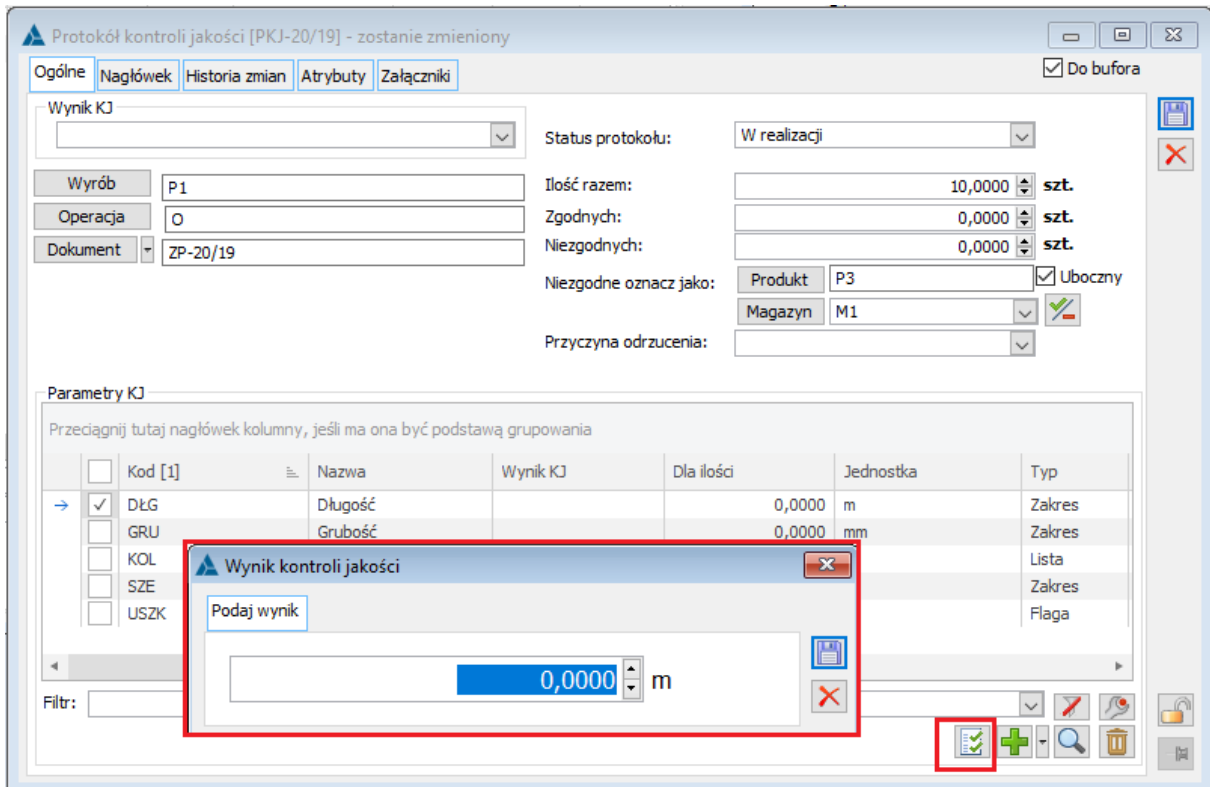 Protokół kontroli jakości [PKJ-20/19] - zostanie zmieniony
Ogólne Nagłówek Historia zmian Atrybuty Załączniki Do bufora
Wynik KJ
Status protokołu: W realizacji
Wyrób P1 Ilość razem: 10,0000 szt.
Operacja O Zgodnych: 0,0000 szt.
Dokument ZP-20/19 Niezgodnych: 0,0000 szt.
Niezgodne oznacz jako: Produkt P3 Uboczny
Magazyn M1
Przyczyna odrzucenia:
Parametry KJ
Przeciągnij tutaj nagłówek kolumny, jeśli ma ona być podstawą grupowania
Kod [1] Nazwa Wynik KJ Dla ilości Jednostka Typ
DŁG Długość 0,0000 m Zakres
GRU Grubość 0,0000 mm Zakres
KOL Lista
SZE Zakres
USZK Flaga
Wynik kontroli jakości
Podaj wynik
0,0000 m
Filtr: